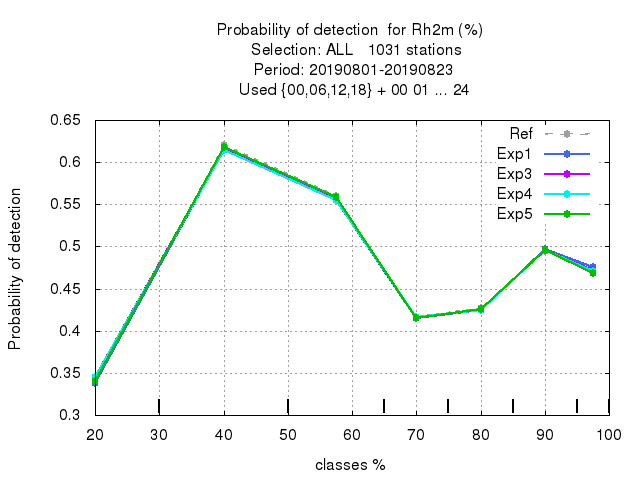 Probability of detection for Rh2m (%)
Selection: ALL 1031 stations
Period: 20190801-20190823
Used {00,06,12,18} + 00 01 ... 24
Probability of detection
0.65
0.6
0.55
0.5
0.45
0.4
0.35
0.3
Ref
Exp1
Exp3
Exp4
Exp5
20 30 40 50 60 70 80 90 100
classes %